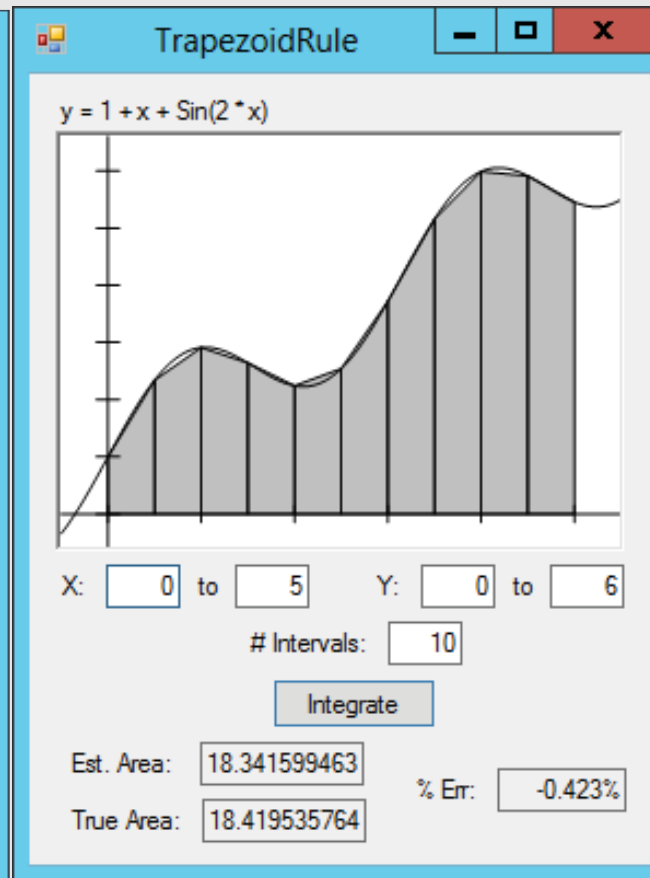 TrapezoidRule
y = 1 + x + Sin(2 * x)
X: 0 to 5 Y: 0 to 6
# Intervals: 10
Integrate
Est. Area: 18.341599463
% Err: -0.423%
True Area: 18.419535764